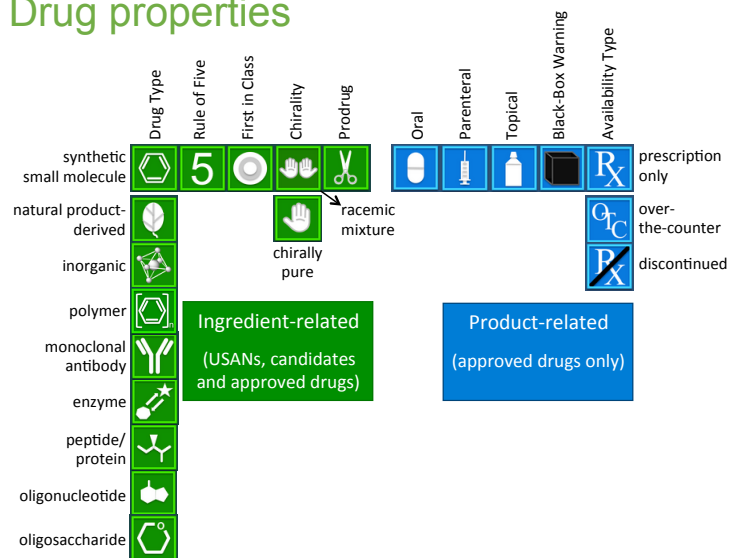 Drug properties
Drug Type
Rule of Five
First in Class
Chirality
Prodrug
Oral
Parenteral
Topical
Black-Box Warning
Availability Type
synthetic
small molecule
5
RX
prescription
only
natural product-
derived
racemic
mixture
OTC
over-
the-counter
chirally
pure
inorganic
RX
discontinued
polymer
n
monoclonal
antibody
Ingredient-related
(USANs, candidates
and approved drugs)
Product-related
(approved drugs only)
enzyme
peptide/
protein
oligonucleotide
oligosaccharide
O